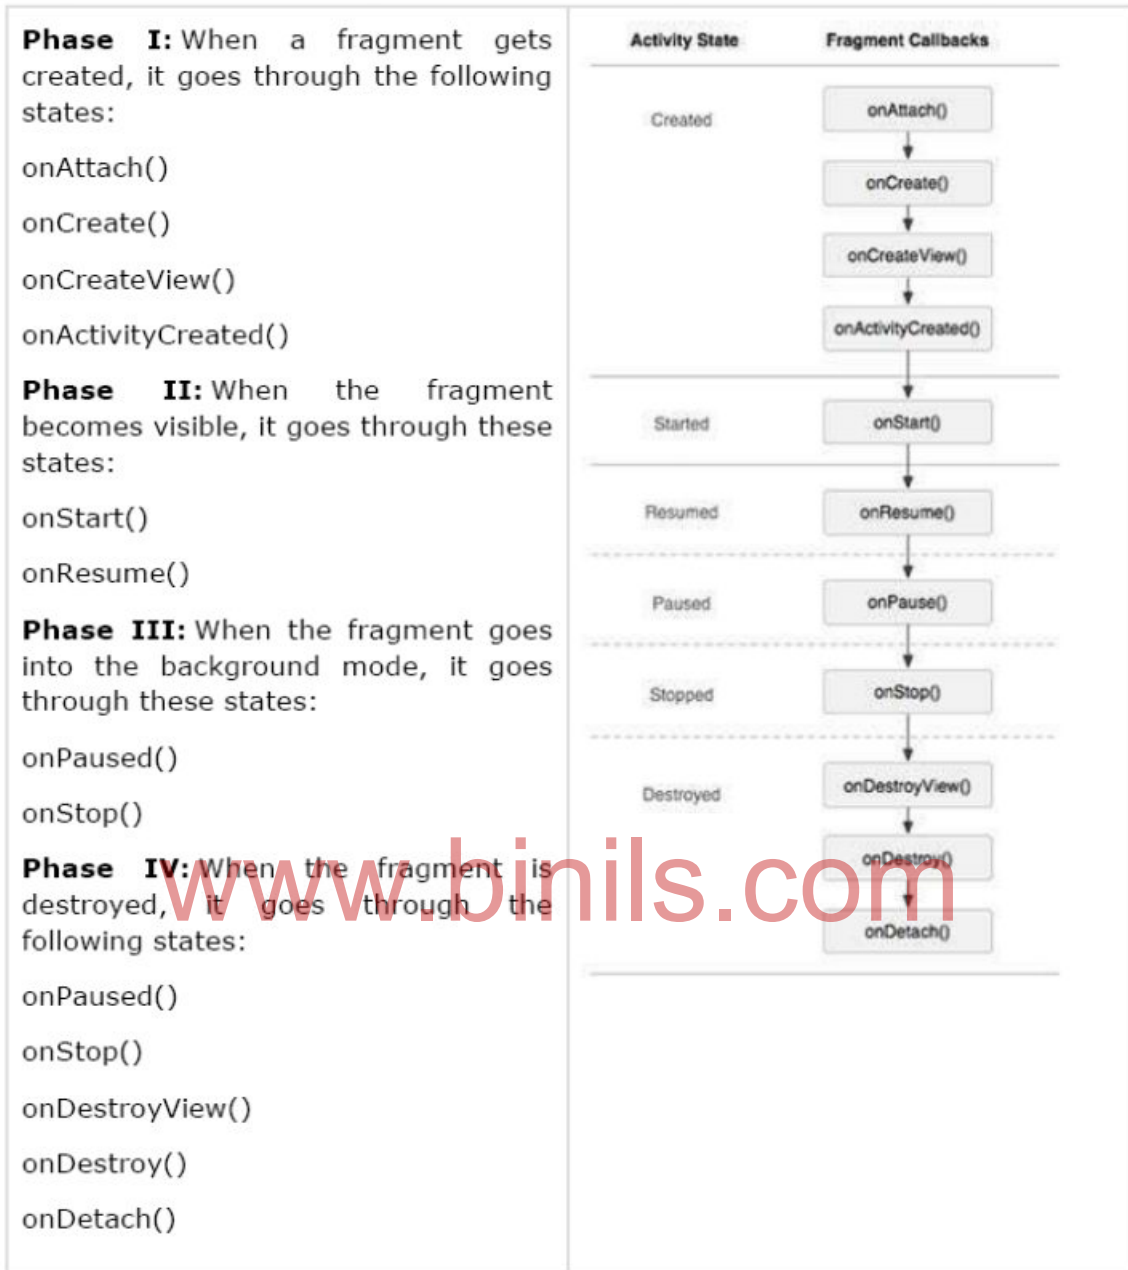 Phase I: When a fragment gets
created, it goes through the following
states:
onAttach()
onCreate()
onCreateView()
onActivityCreated()
Phase II: When the fragment
becomes visible, it goes through these
states:
onStart()
onResume()
Phase III: When the fragment goes
into the background mode, it goes
through these states:
onPaused()
onStop()
Phase IV: When the fragment is
destroyed, it goes through the
following states:
onPaused()
onStop()
onDestroyView()
onDestroy()
onDetach()
Activity State Fragment Callbacks
Created
onAttach()
onCreate()
onCreateView()
onActivityCreated()
Started
onStart()
Resumed
onResume()
Paused
onPause()
Stopped
onStop()
Destroyed
onDestroyView()
onDestroy()
onDetach()
www.binils.com